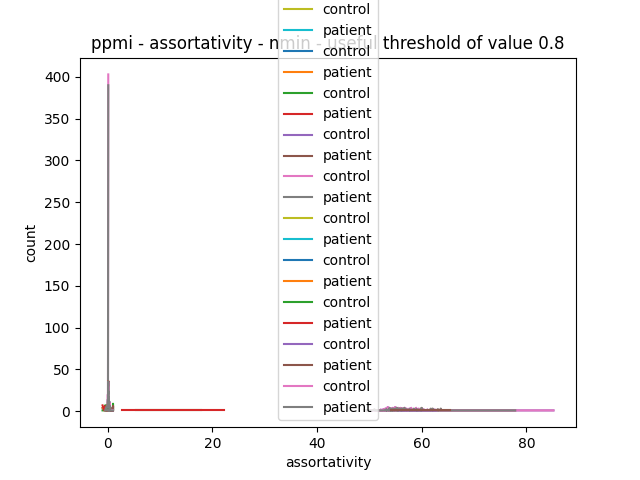 control
patient
ppmi - assortativity - nmin - useful threshold of value 0.8
control
patient
control
patient
control
patient
control
patient
control
patient
control
patient
control
patient
control
patient
control
patient
400
350
300
250
200
150
100
50
0
count
0 20 40 60 80
assortativity